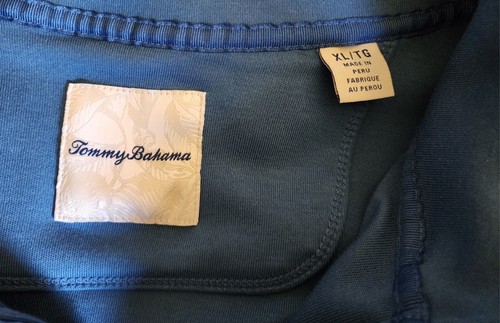 Tommy Bahama
XL/TG
MADE IN
PERU
FABRIQUE
AU PEROU